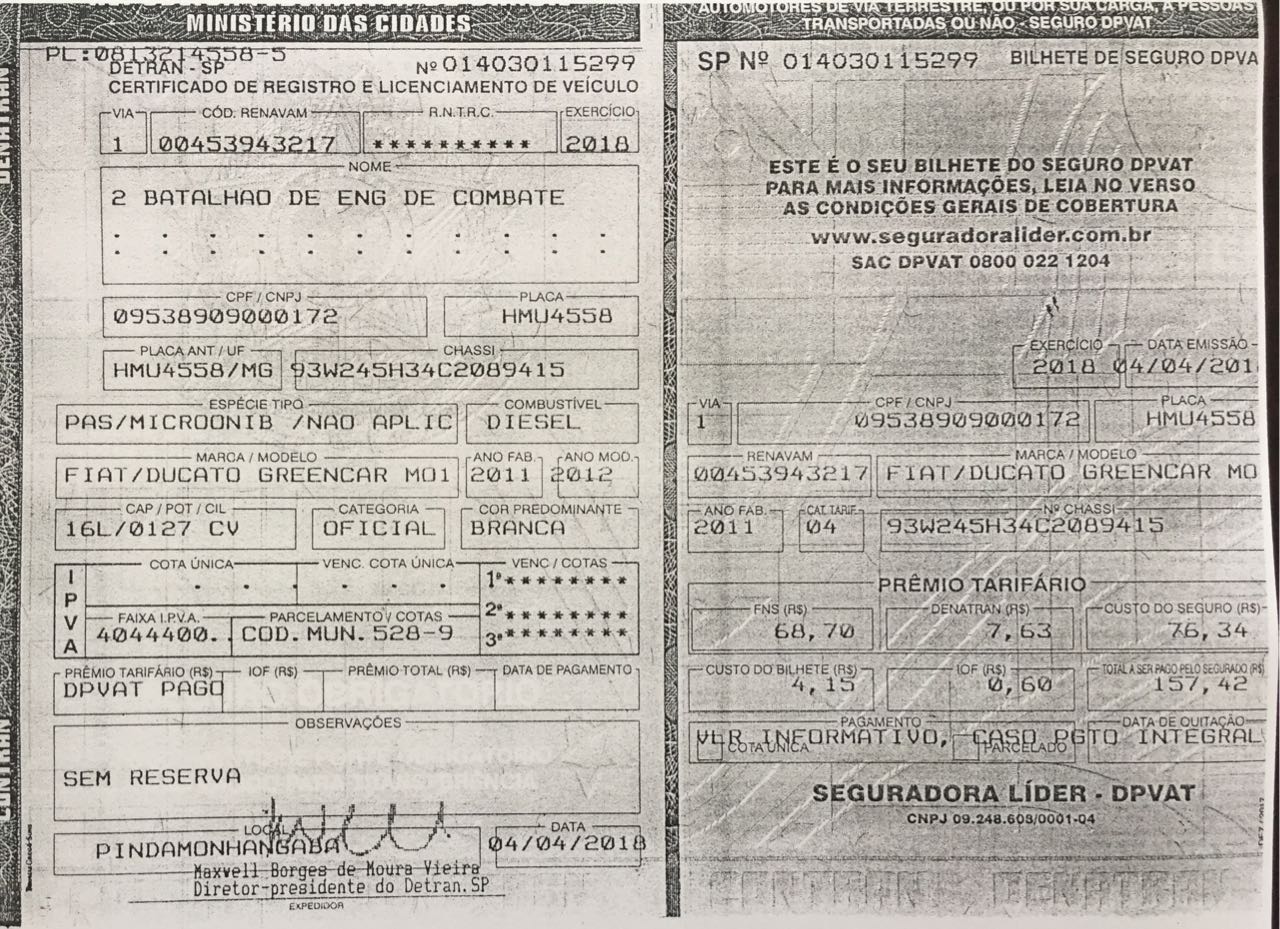 MINISTÉRIO DAS CIDADES
PL:0813214558-5
DETRAN - SP Nº 014030115299
CERTIFICADO DE REGISTRO E LICENCIAMENTO DE VEÍCULO
VIA CÓD. RENAVAM R.N.T.R.C. EXERCÍCIO
1 00453943217 ********** 2018
NOME
2 BATALHAO DE ENG DE COMBATE
CPF / CNPJ PLACA
09538909000172 HMU4558
PLACA ANT / UF CHASSI
HMU4558/MG 93W245H34C2089415
ESPÉCIE TIPO COMBUSTÍVEL
PAS/MICROONIB /NAO APLIC DIESEL
MARCA / MODELO ANO FAB. ANO MOD.
FIAT/DUCATO GREENCAR MO1 2011 2012
CAP / POT / CIL CATEGORIA COR PREDOMINANTE
16L/0127 CV OFICIAL BRANCA
IPVA
COTA ÚNICA VENC. COTA ÚNICA VENC / COTAS
1º ********
FAIXA I.P.V.A. PARCELAMENTO / COTAS 2º ********
4044400. COD. MUN. 528-9 3º ********
PRÊMIO TARIFÁRIO (R$) IOF (R$) PRÊMIO TOTAL (R$) DATA DE PAGAMENTO
DPVAT PAGO
OBSERVAÇÕES
SEM RESERVA
LOCAL DATA
PINDAMONHANGABA 04/04/2018
Maxvell Borges de Moura Vieira
Diretor-presidente do Detran.SP
EXPEDIDOR
DENATRAN
CONTRAN
AUTOMOTORES DE VIA TERRESTRE, OU POR SUA CARGA, A PESSOAS
TRANSPORTADAS OU NÃO - SEGURO DPVAT
SP Nº 014030115299 BILHETE DE SEGURO DPVA
ESTE É O SEU BILHETE DO SEGURO DPVAT
PARA MAIS INFORMAÇÕES, LEIA NO VERSO
AS CONDIÇÕES GERAIS DE COBERTURA
www.seguradoralider.com.br
SAC DPVAT 0800 022 1204
EXERCÍCIO DATA EMISSÃO
2018 04/04/201
VIA CPF / CNPJ PLACA
1 09538909000172 HMU4558
RENAVAM MARCA / MODELO
00453943217 FIAT/DUCATO GREENCAR MO
ANO FAB. CAT. TARIF. Nº CHASSI
2011 04 93W245H34C2089415
PRÊMIO TARIFÁRIO
FNS (R$) DENATRAN (R$) CUSTO DO SEGURO (R$)
68,70 7,63 76,34
CUSTO DO BILHETE (R$) IOF (R$) TOTAL A SER PAGO PELO SEGURADO (R$)
4,15 0,60 157,42
PAGAMENTO DATA DE QUITAÇÃO
VER INFORMATIVO, CASO PGTO INTEGRAL
COTA ÚNICA PARCELADO
SEGURADORA LÍDER - DPVAT
CNPJ 09.248.608/0001-04